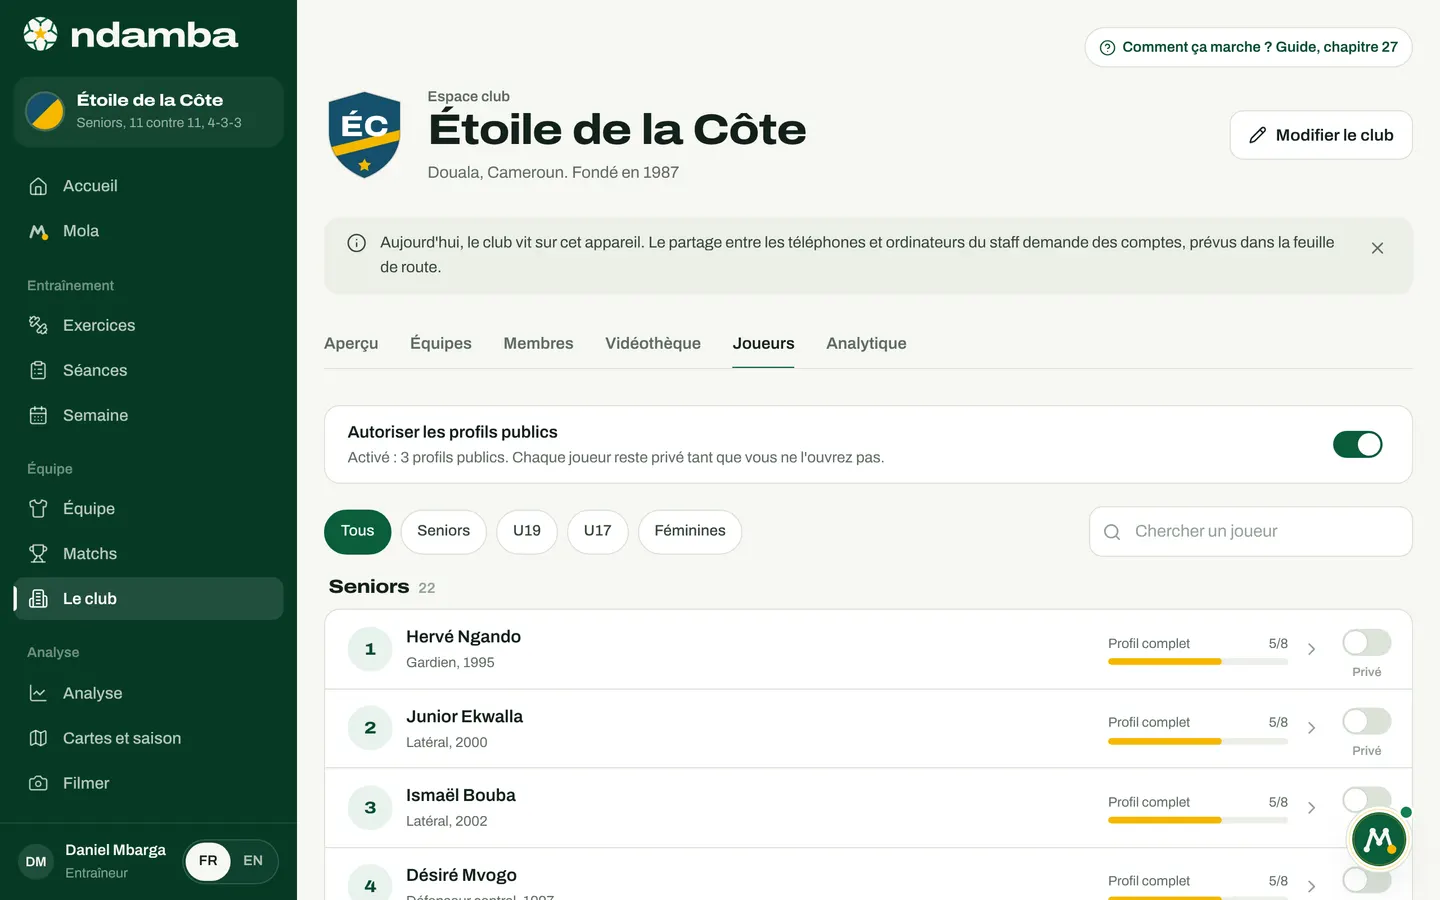 ndamba
Étoile de la Côte
Seniors, 11 contre 11, 4-3-3
Accueil
Mola
Entraînement
Exercices
Séances
Semaine
Équipe
Équipe
Matchs
Le club
Analyse
Analyse
Cartes et saison
Filmer
DM
Daniel Mbarga
Entraîneur
FR
EN
Comment ça marche ? Guide, chapitre 27
ÉC
Espace club
Étoile de la Côte
Douala, Cameroun. Fondé en 1987
Modifier le club
Aujourd'hui, le club vit sur cet appareil. Le partage entre les téléphones et ordinateurs du staff demande des comptes, prévus dans la feuille
de route.
Aperçu
Équipes
Membres
Vidéothèque
Joueurs
Analytique
Autoriser les profils publics
Activé : 3 profils publics. Chaque joueur reste privé tant que vous ne l'ouvrez pas.
Tous
Seniors
U19
U17
Féminines
Chercher un joueur
Seniors 22
1
Hervé Ngando
Gardien, 1995
Profil complet 5/8
Privé
2
Junior Ekwalla
Latéral, 2000
Profil complet 5/8
Privé
3
Ismaël Bouba
Latéral, 2002
Profil complet 5/8
4
Désiré Mvogo
Défenseur central, 1997
Profil complet 5/8
M